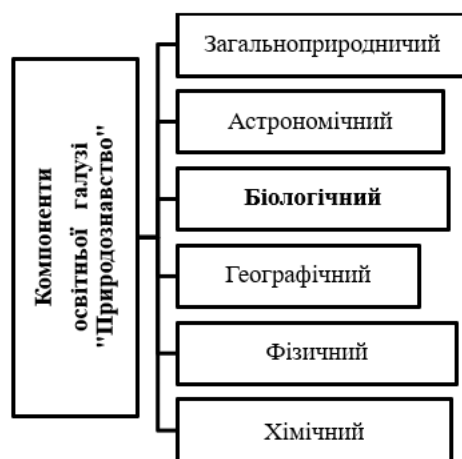 Компоненти
освітньої галузі
"Природознавство"
Загальноприродничий
Астрономічний
Біологічний
Географічний
Фізичний
Хімічний